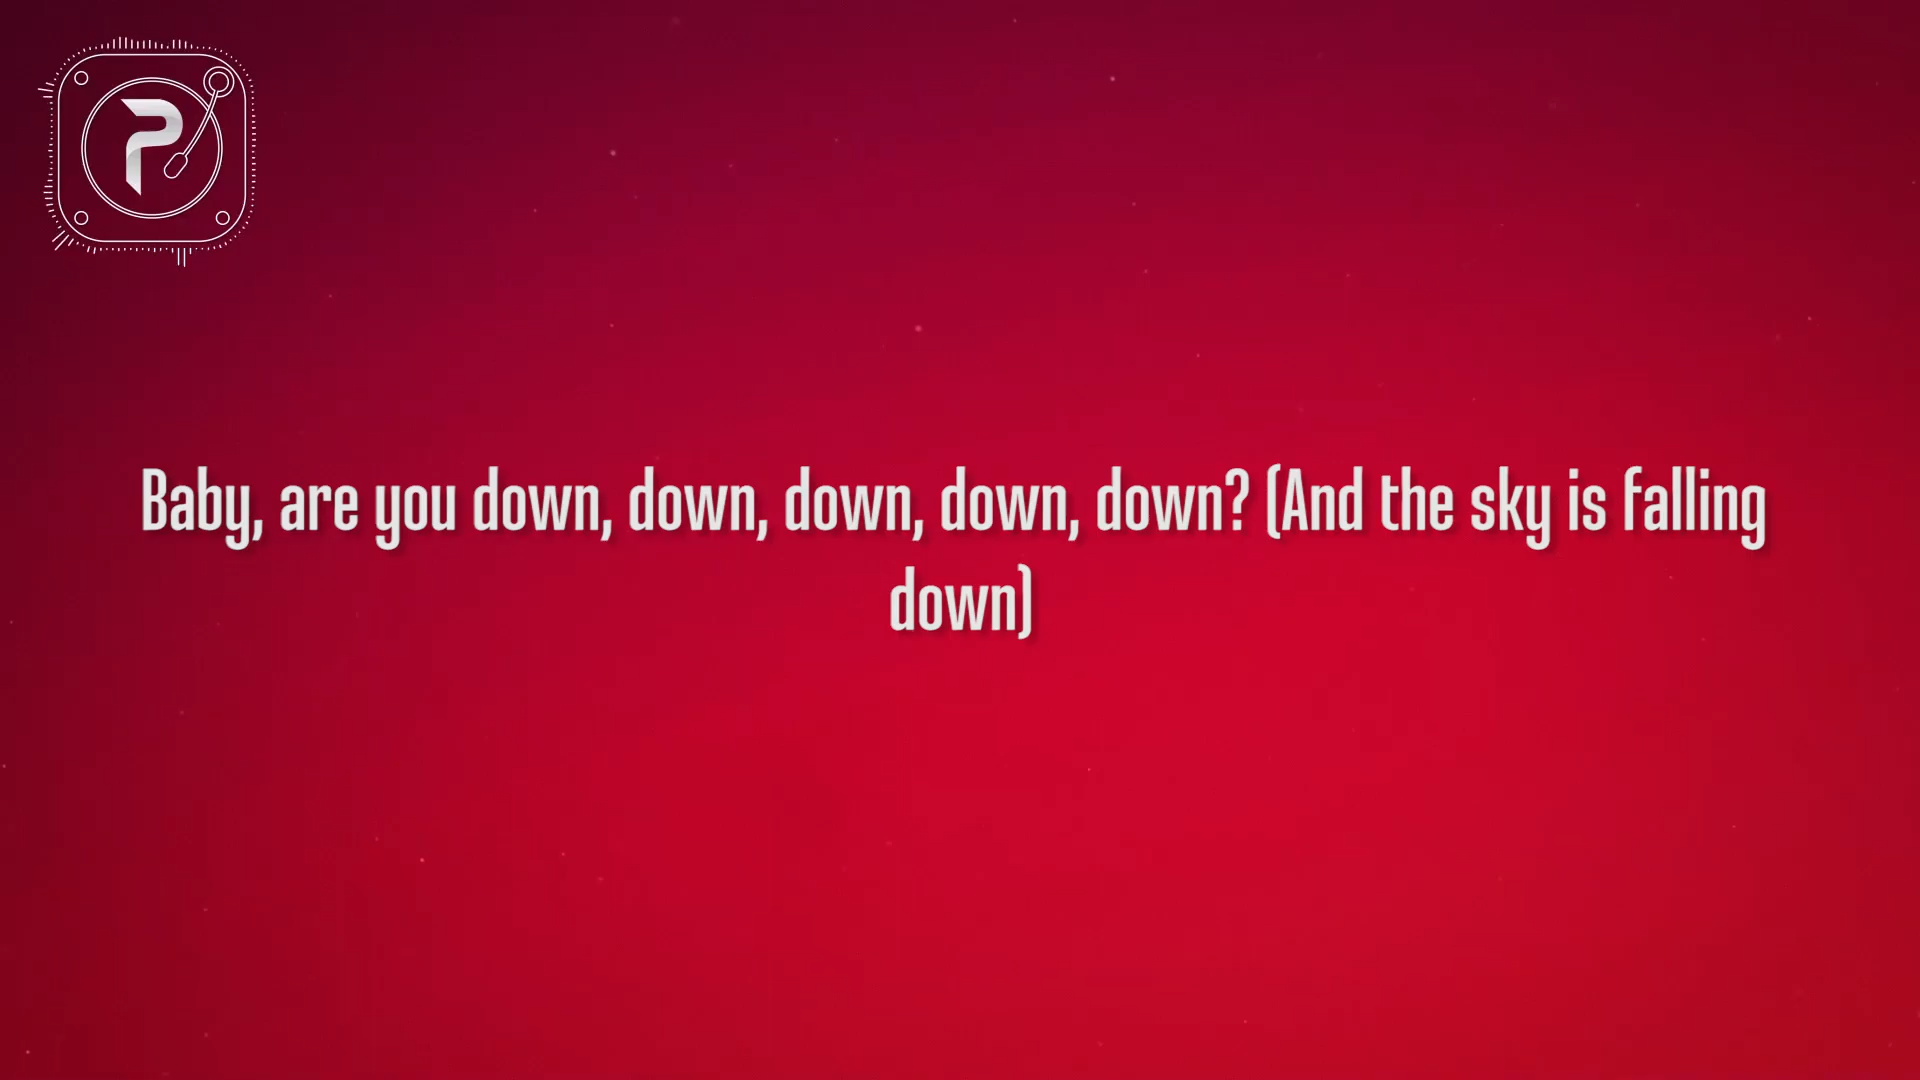 P
Baby, are you down, down, down, down, down? (And the sky is falling
down)